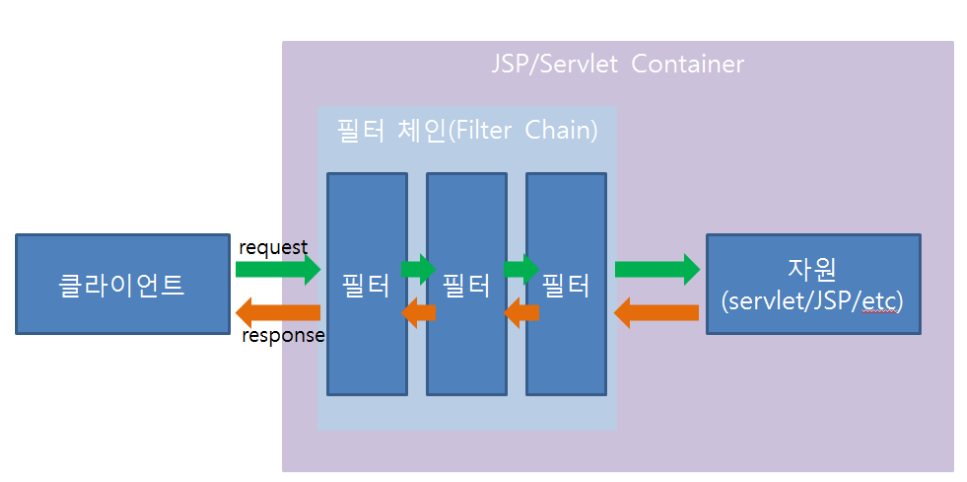 JSP/Servlet Container
필터 체인(Filter Chain)
request
클라이언트
필터
필터
필터
자원
(servlet/JSP/etc)
response